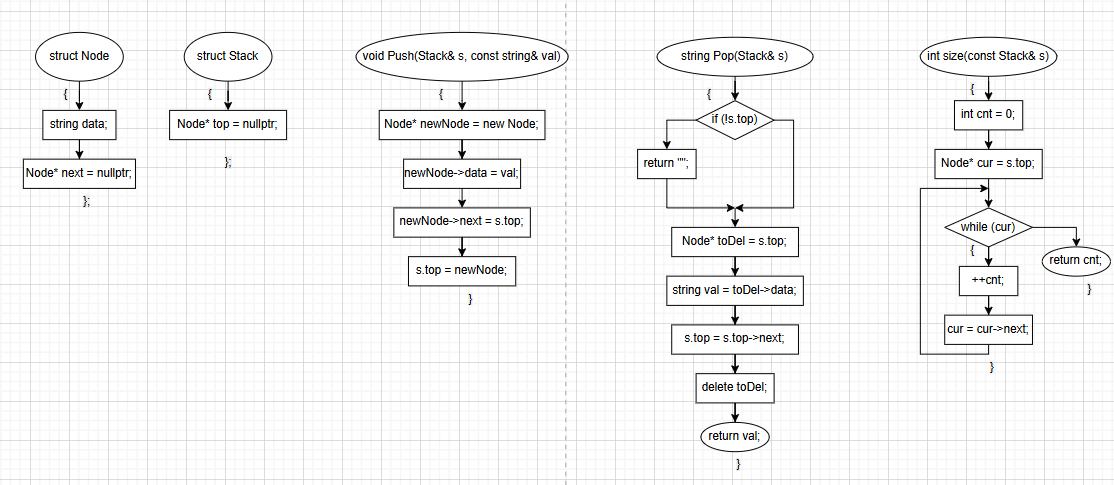 struct Node
{
string data;
Node* next = nullptr;
};
struct Stack
{
Node* top = nullptr;
};
void Push(Stack& s, const string& val)
{
Node* newNode = new Node;
newNode->data = val;
newNode->next = s.top;
s.top = newNode;
}
string Pop(Stack& s)
{
if (!s.top)
return "";
Node* toDel = s.top;
string val = toDel->data;
s.top = s.top->next;
delete toDel;
return val;
}
int size(const Stack& s)
{
int cnt = 0;
Node* cur = s.top;
while (cur)
{
++cnt;
cur = cur->next;
}
return cnt;
}